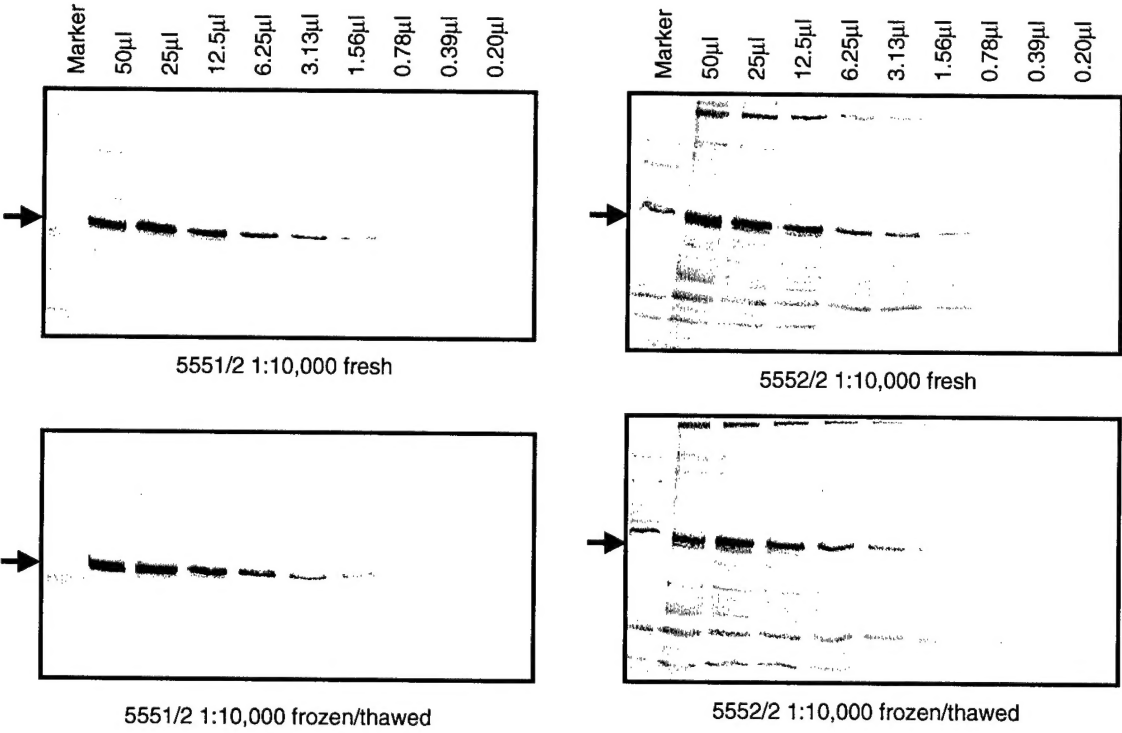 Marker 50µl 25µl 12.5µl 6.25µl 3.13µl 1.56µl 0.78µl 0.39µl 0.20µl
Marker 50µl 25µl 12.5µl 6.25µl 3.13µl 1.56µl 0.78µl 0.39µl 0.20µl
5551/2 1:10,000 fresh
5552/2 1:10,000 fresh
5551/2 1:10,000 frozen/thawed
5552/2 1:10,000 frozen/thawed